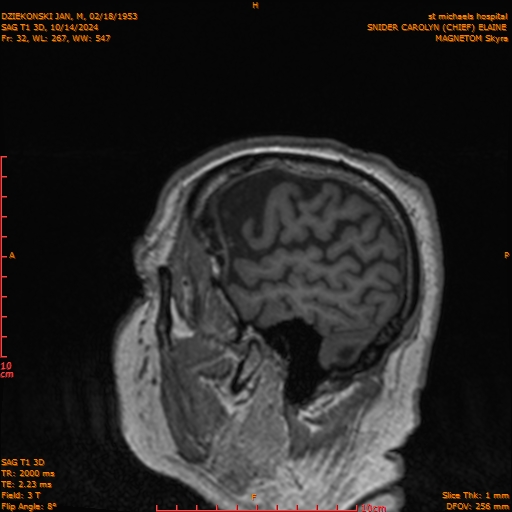 H
DZIEKONSKI JAN, M, 02/18/1953
SAG T1 3D, 10/14/2024
Fr: 32, WL: 267, WW: 547
st michaels hospital
SNIDER CAROLYN (CHIEF) ELAINE
MAGNETOM Skyra
A
P
10
cm
SAG T1 3D
TR: 2000 ms
TE: 2.23 ms
Field: 3 T
Flip Angle: 8°
F
10cm
Slice Thk: 1 mm
DFOV: 256 mm